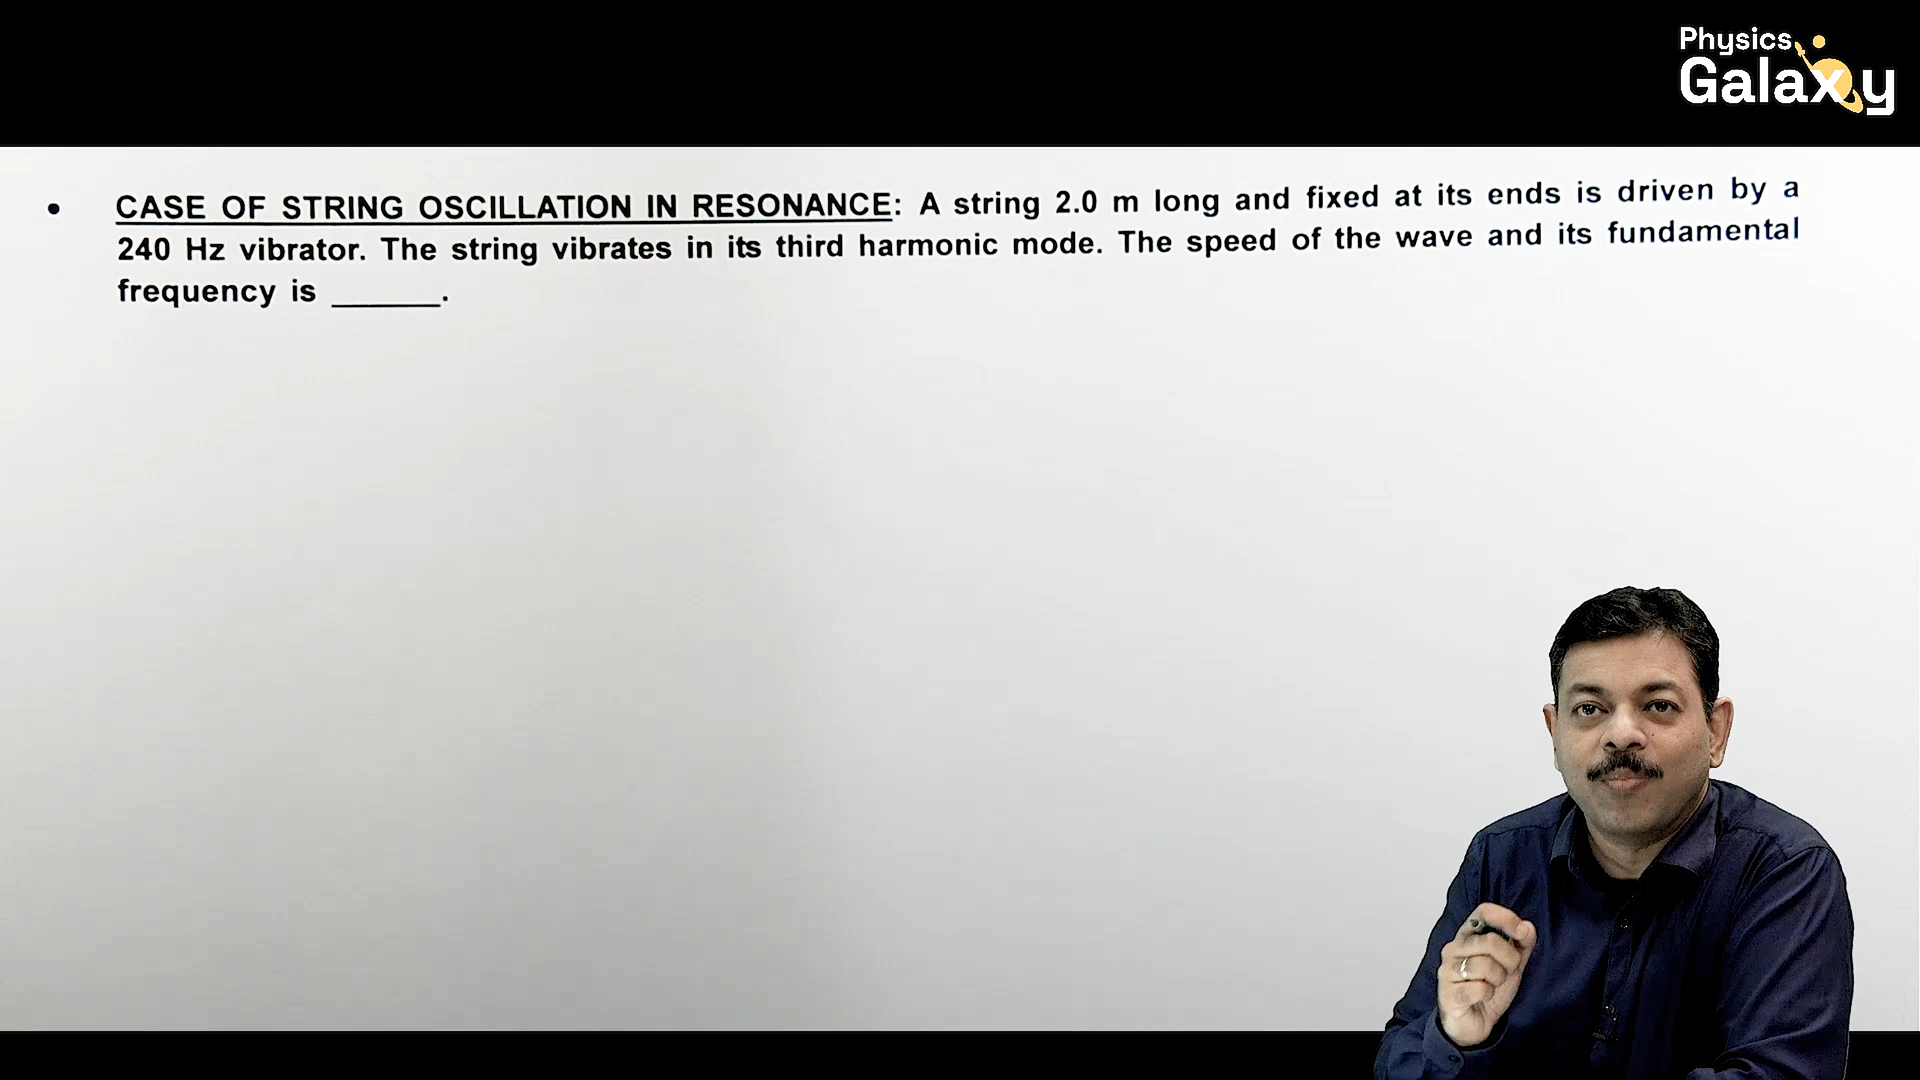 Physics
Galaxy
• CASE OF STRING OSCILLATION IN RESONANCE: A string 2.0 m long and fixed at its ends is driven by a
240 Hz vibrator. The string vibrates in its third harmonic mode. The speed of the wave and its fundamental
frequency is ______.